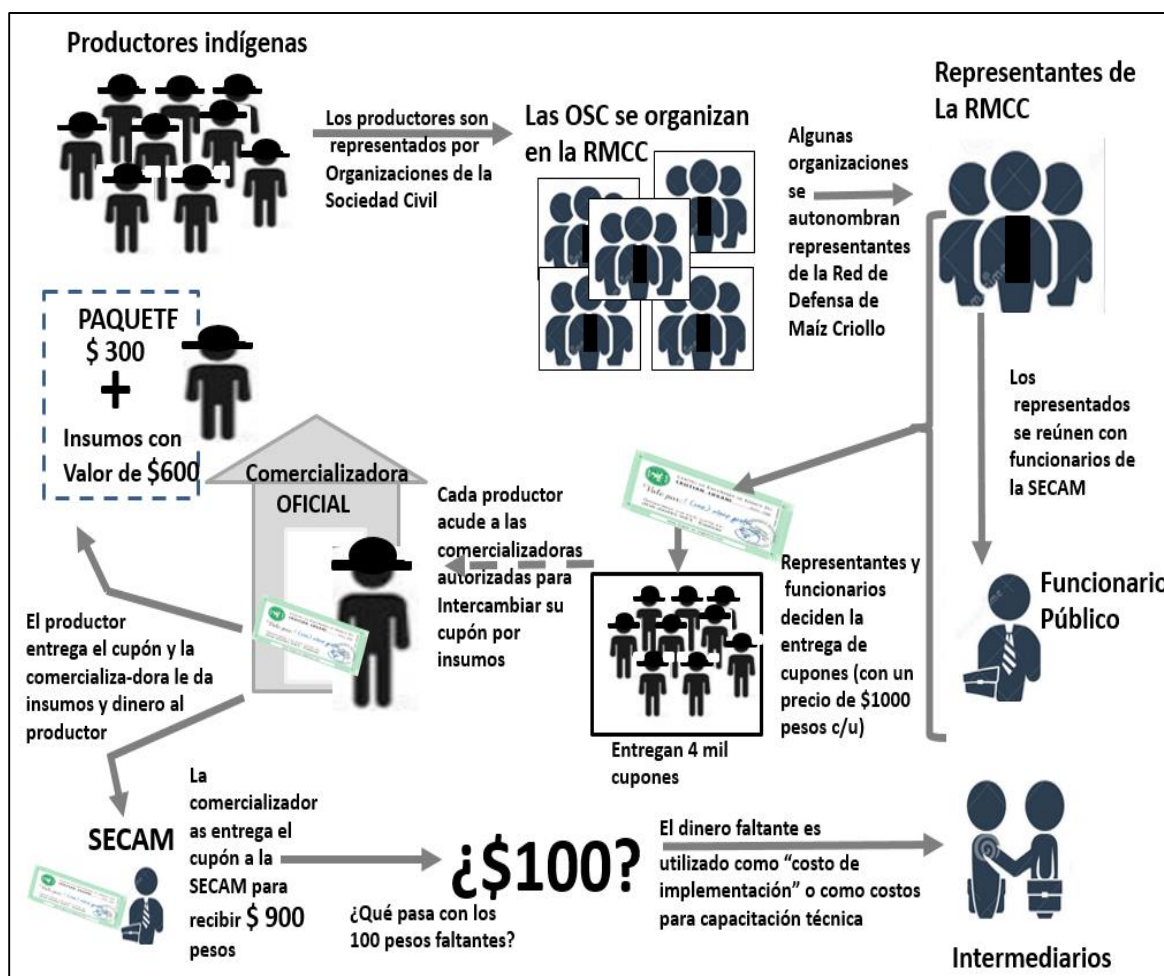 Productores indígenas
Los productores son
representados por
Organizaciones de la
Sociedad Civil
Las OSC se organizan
en la RMCC
Algunas
organizaciones
se
autonombran
representantes
de la Red de
Defensa de
Maíz Criollo
Representantes de
La RMCC
Los
representados
se reúnen con
funcionarios de
la SECAM
Funcionario
Público
Representantes y
funcionarios
deciden la
entrega de
cupones (con un
precio de $1000
pesos c/u)
Entregan 4 mil
cupones
Cada productor
acude a las
comercializadoras
autorizadas para
Intercambiar su
cupón por
insumos
Comercializadora
OFICIAL
PAQUETE
$ 300
+
Insumos con
Valor de $600
El productor
entrega el cupón y la
comercializa-dora le da
insumos y dinero al
productor
SECAM
La
comercializador
as entrega el
cupón a la
SECAM para
recibir $ 900
pesos
¿$100?
¿Qué pasa con los
100 pesos faltantes?
El dinero faltante es
utilizado como “costo de
implementación” o como costos
para capacitación técnica
Intermediarios